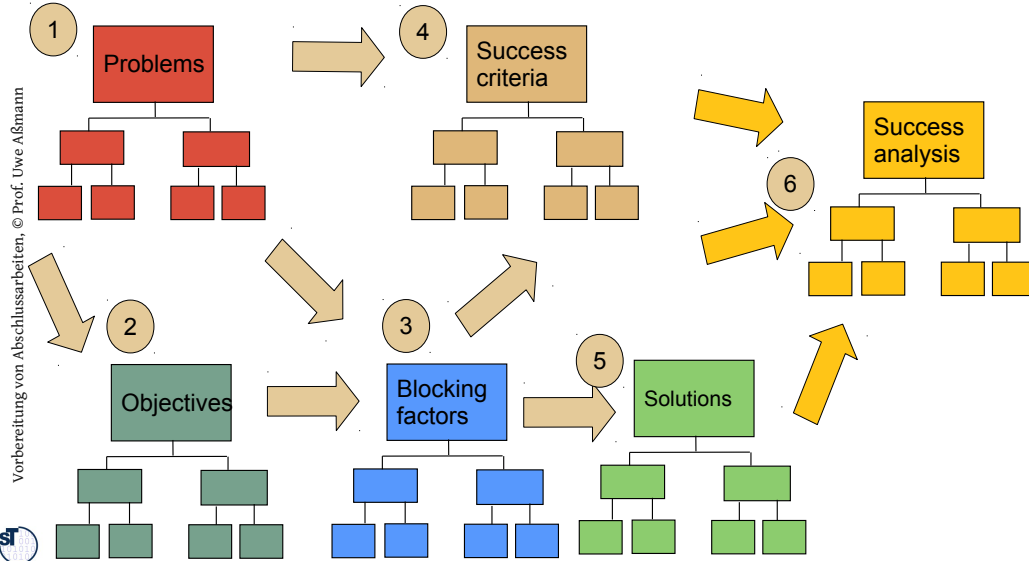 1
Problems
4
Success
criteria
Success
analysis
6
2
Objectives
3
Blocking
factors
5
Solutions
Vorbereitung von Abschlussarbeiten, © Prof. Uwe Aßmann
sT